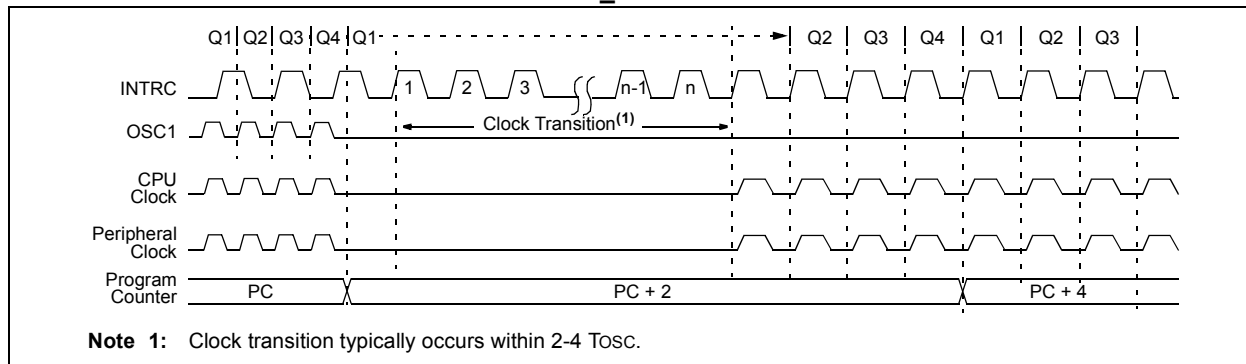 Q1 Q2 Q3 Q4 Q1 Q2 Q3 Q4 Q1 Q2 Q3
INTRC 1 2 3 n-1 n
OSC1 Clock Transition(1)
CPU
Clock
Peripheral
Clock
Program
Counter PC PC + 2 PC + 4
Note 1: Clock transition typically occurs within 2-4 TOSC.